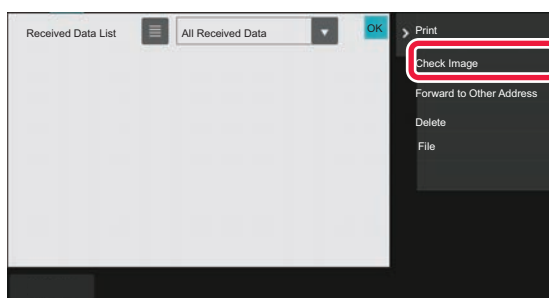 Received Data List
All Received Data
OK
Print
Check Image
Forward to Other Address
Delete
File